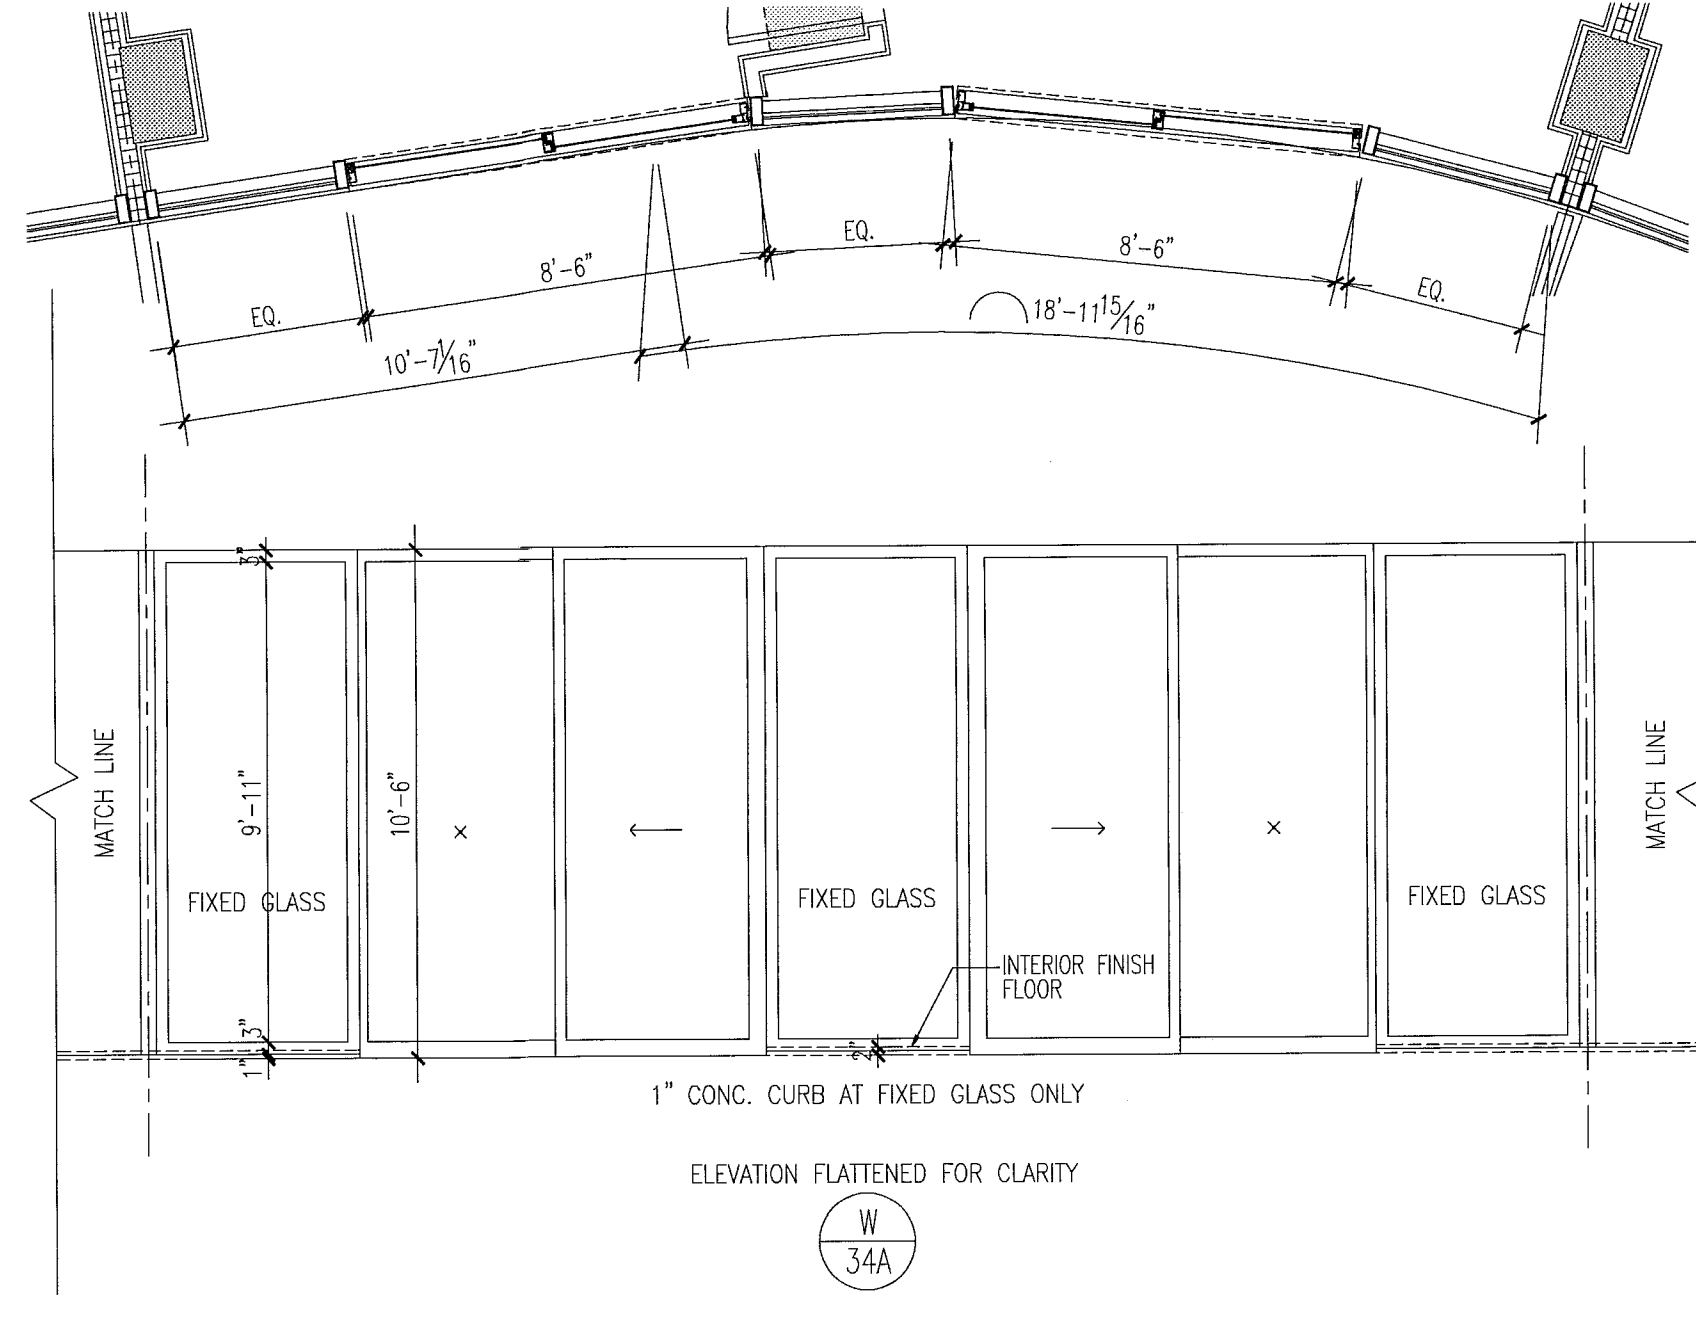 EQ.
8'-6"
EQ.
8'-6"
EQ.
10'-7 1/16"
18'-11 15/16"
3"
MATCH LINE
9'-11"
10'-6"
×
×
MATCH LINE
FIXED GLASS
FIXED GLASS
FIXED GLASS
INTERIOR FINISH
FLOOR
3"
1"
2"
1" CONC. CURB AT FIXED GLASS ONLY
ELEVATION FLATTENED FOR CLARITY
W
34A